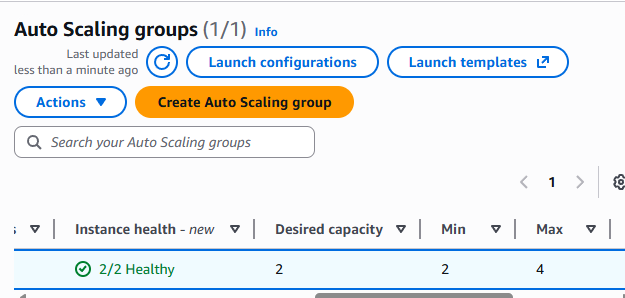 Auto Scaling groups (1/1) Info
Last updated
less than a minute ago
Launch configurations
Launch templates
Actions
Create Auto Scaling group
Search your Auto Scaling groups
1
Instance health - new Desired capacity Min Max
2/2 Healthy 2 2 4